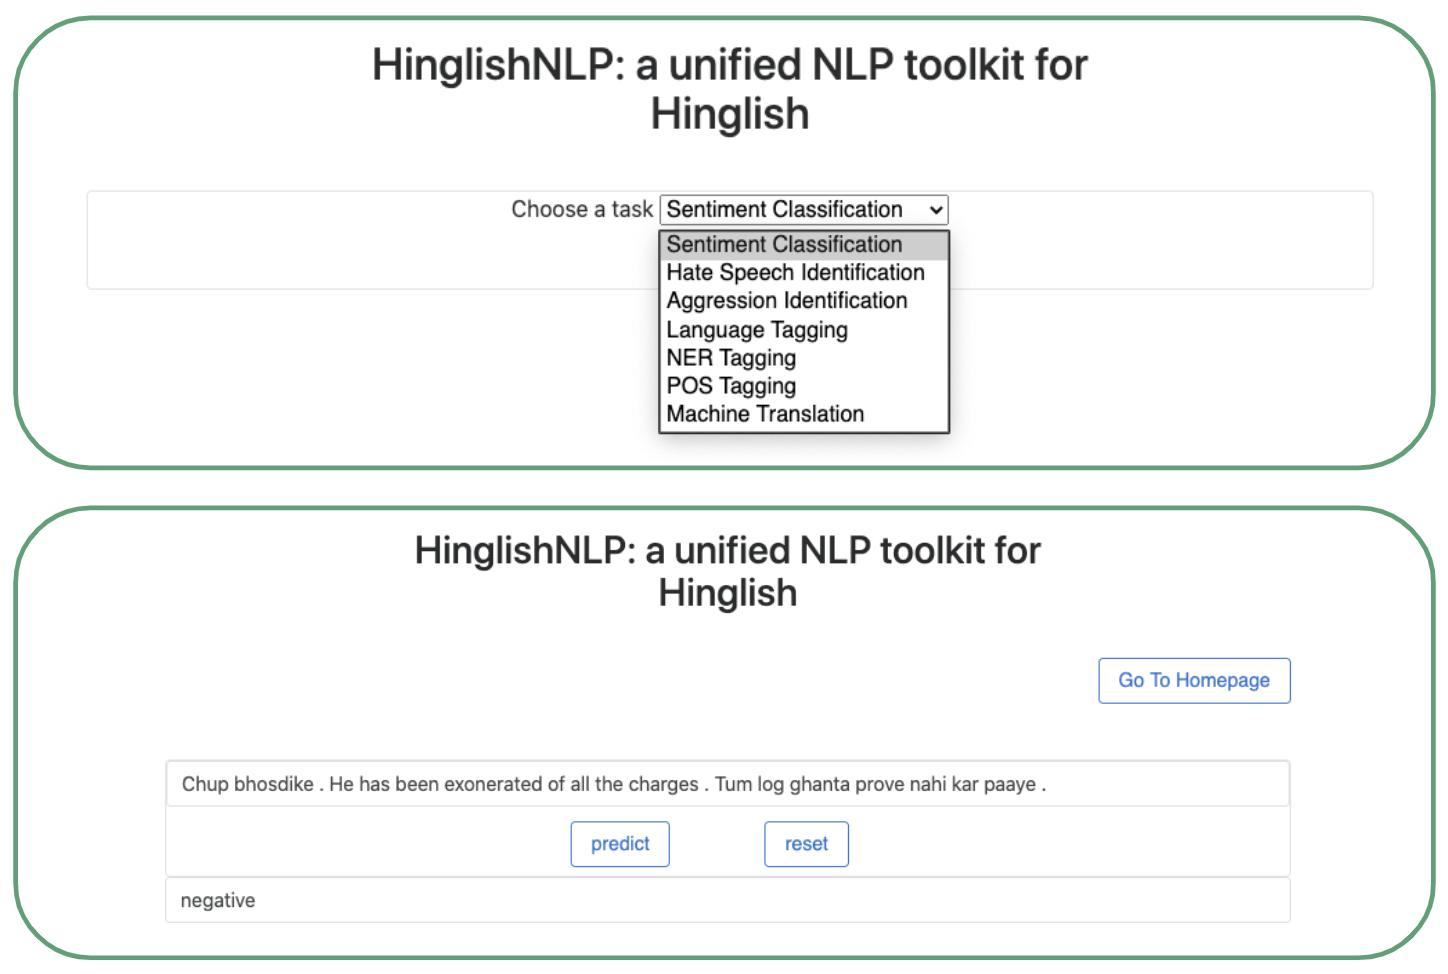 HinglishNLP: a unified NLP toolkit for
Hinglish
Choose a task Sentiment Classification
Sentiment Classification
Hate Speech Identification
Aggression Identification
Language Tagging
NER Tagging
POS Tagging
Machine Translation
HinglishNLP: a unified NLP toolkit for
Hinglish
Go To Homepage
Chup bhosdike . He has been exonerated of all the charges . Tum log ghanta prove nahi kar paaye .
predict reset
negative